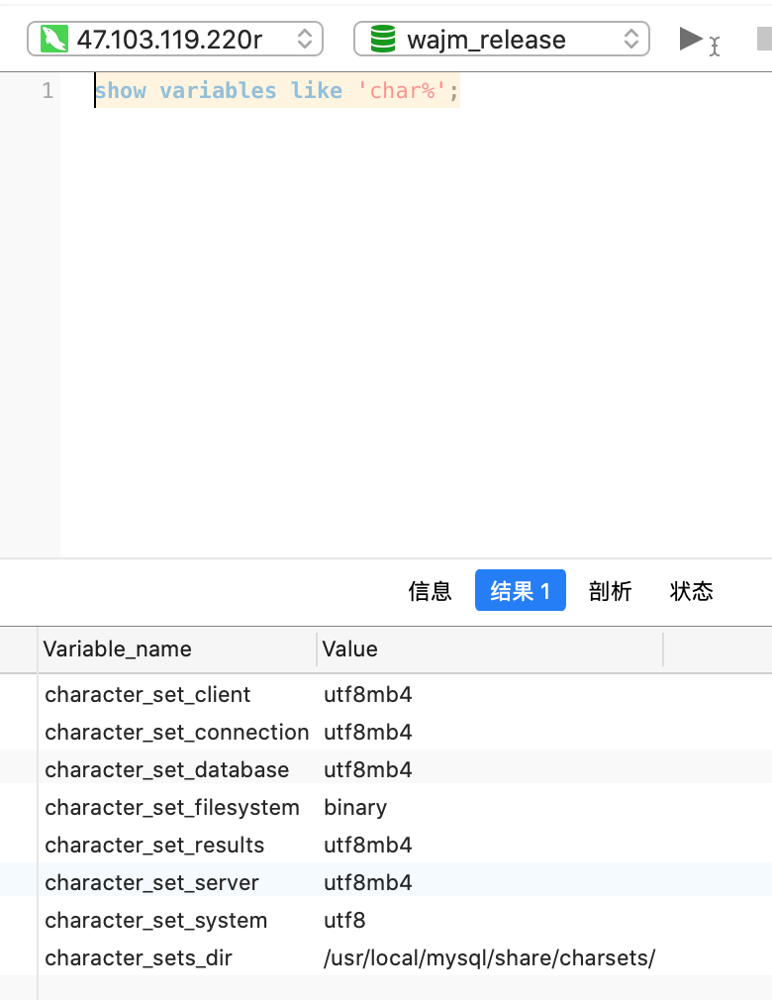 47.103.119.220r wajm_release
1 show variables like 'char%';
信息 结果 1 剖析 状态
Variable_name Value
character_set_client utf8mb4
character_set_connection utf8mb4
character_set_database utf8mb4
character_set_filesystem binary
character_set_results utf8mb4
character_set_server utf8mb4
character_set_system utf8
character_sets_dir /usr/local/mysql/share/charsets/